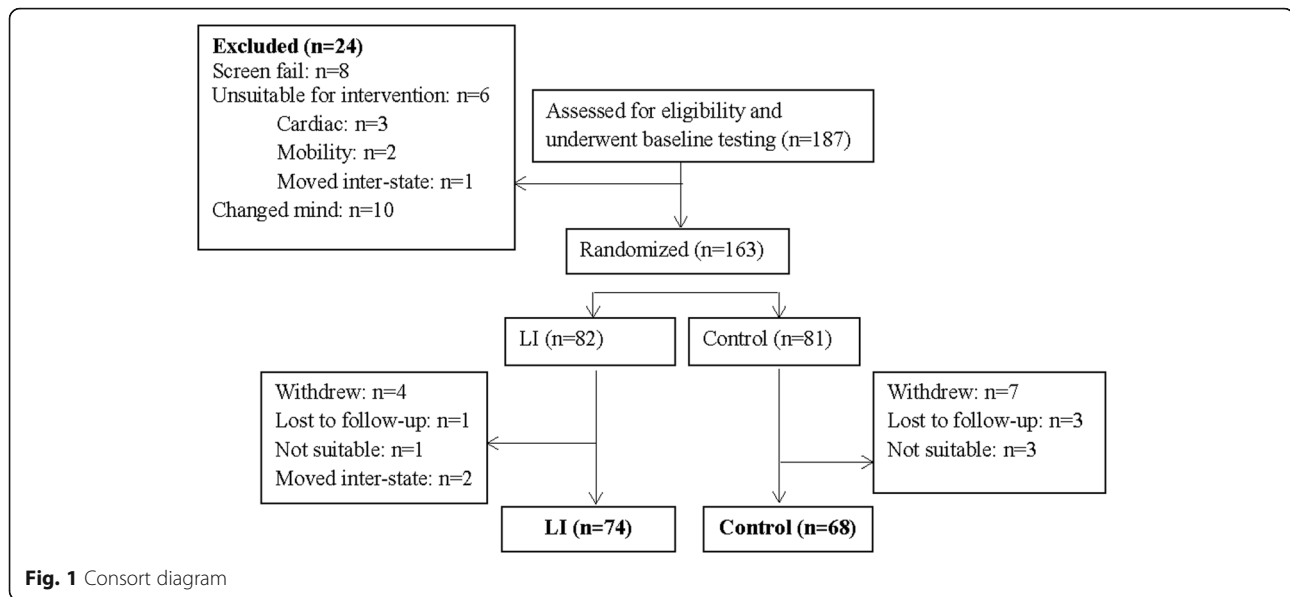 Excluded (n=24)
Screen fail: n=8
Unsuitable for intervention: n=6
Cardiac: n=3
Mobility: n=2
Moved inter-state: n=1
Changed mind: n=10
Assessed for eligibility and
underwent baseline testing (n=187)
Randomized (n=163)
LI (n=82)
Control (n=81)
Withdrew: n=4
Lost to follow-up: n=1
Not suitable: n=1
Moved inter-state: n=2
Withdrew: n=7
Lost to follow-up: n=3
Not suitable: n=3
LI (n=74)
Control (n=68)
Fig. 1 Consort diagram